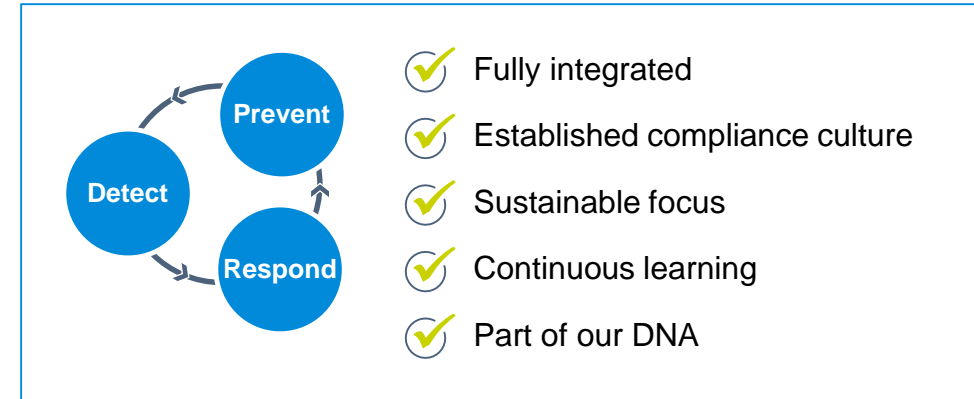 Prevent
Detect
Respond
Fully integrated
Established compliance culture
Sustainable focus
Continuous learning
Part of our DNA